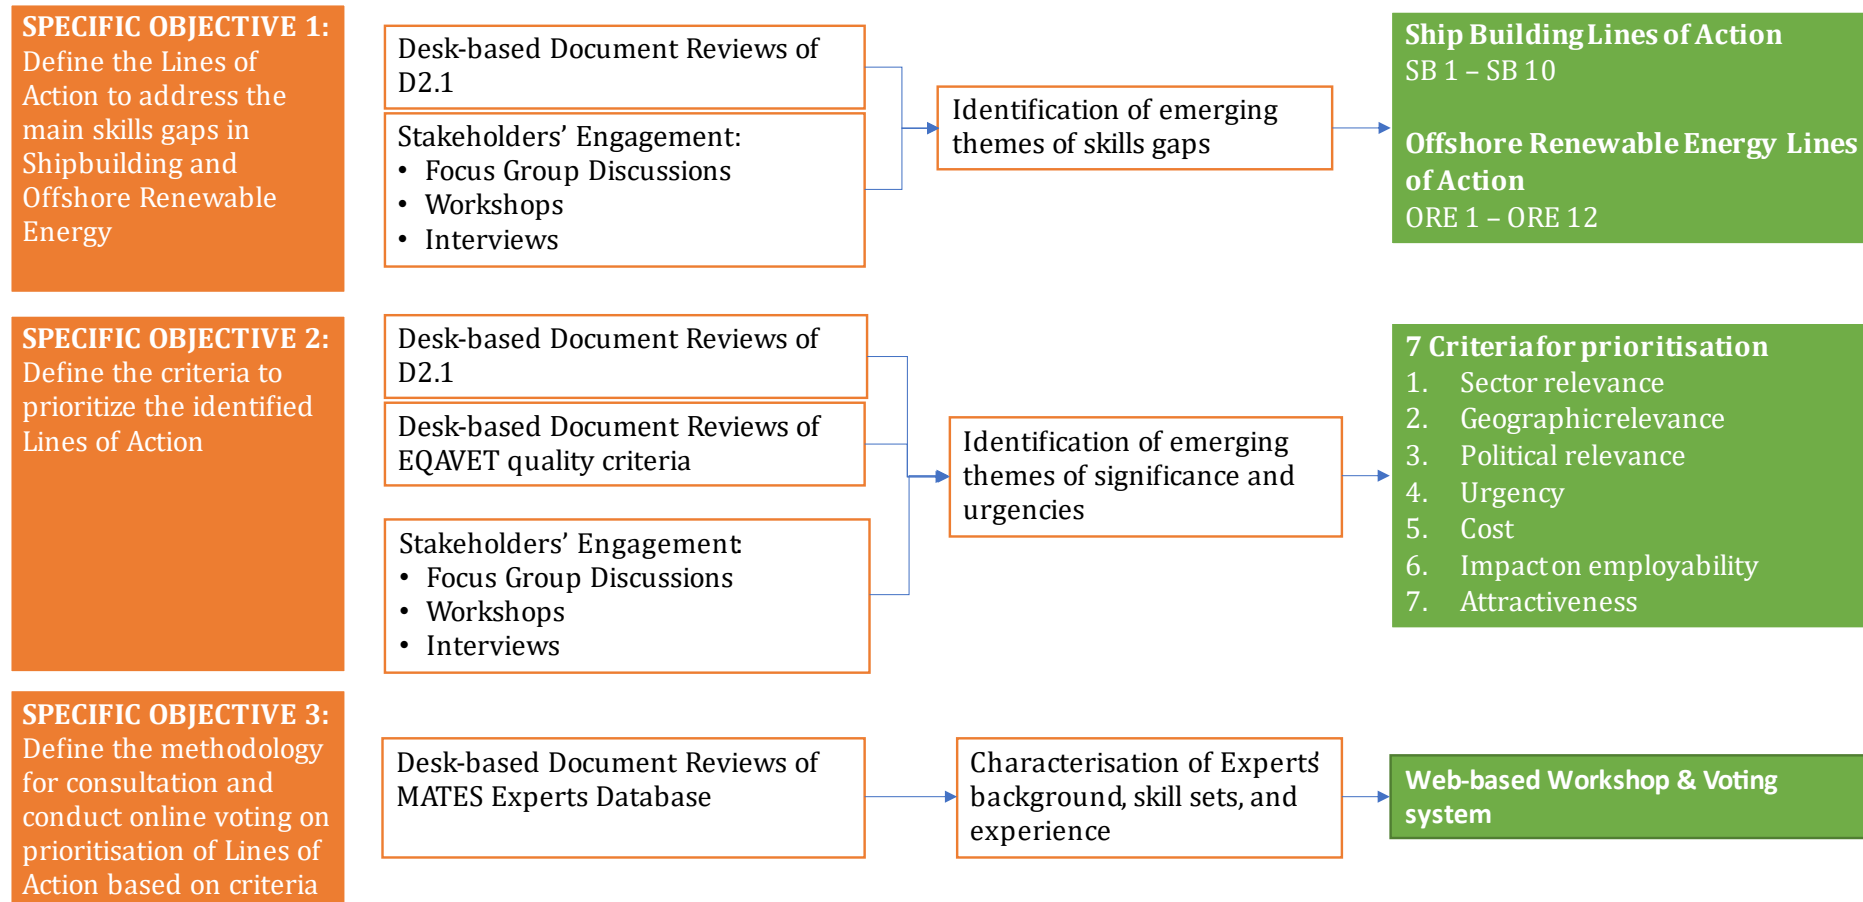 SPECIFIC OBJECTIVE 1:
Define the Lines of
Action to address the
main skills gaps in
Shipbuilding and
Offshore Renewable
Energy
Desk-based Document Reviews of
D2.1
Stakeholders’ Engagement:
• Focus Group Discussions
• Workshops
• Interviews
Identification of emerging
themes of skills gaps
Ship Building Lines of Action
SB 1 – SB 10
Offshore Renewable Energy Lines
of Action
ORE 1 – ORE 12
SPECIFIC OBJECTIVE 2:
Define the criteria to
prioritize the identified
Lines of Action
Desk-based Document Reviews of
D2.1
Desk-based Document Reviews of
EQAVET quality criteria
Stakeholders’ Engagement:
• Focus Group Discussions
• Workshops
• Interviews
Identification of emerging
themes of significance and
urgencies
7 Criteria for prioritisation
1. Sector relevance
2. Geographic relevance
3. Political relevance
4. Urgency
5. Cost
6. Impact on employability
7. Attractiveness
SPECIFIC OBJECTIVE 3:
Define the methodology
for consultation and
conduct online voting on
prioritisation of Lines of
Action based on criteria
Desk-based Document Reviews of
MATES Experts Database
Characterisation of Experts’
background, skill sets, and
experience
Web-based Workshop & Voting
system